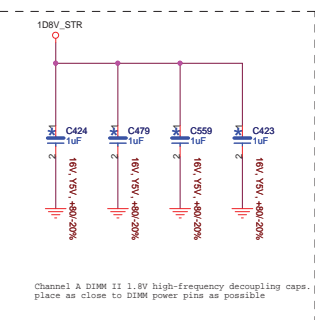 1D8V_STR
C424
1uF
C479
1uF
C559
1uF
C423
1uF
1
2
16V, Y5V, +80/-20%
1
2
16V, Y5V, +80/-20%
1
2
16V, Y5V, +80/-20%
1
2
16V, Y5V, +80/-20%
Channel A DIMM II 1.8V high-frequency decoupling caps.
place as close to DIMM power pins as possible